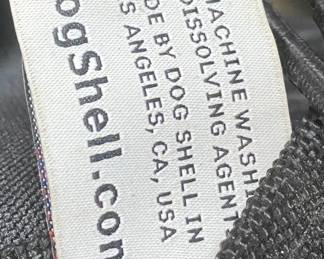 MACHINE WASH
DISSOLVING AGENT
DE BY DOG SHELL IN
S ANGELES, CA, USA
ogShell.com